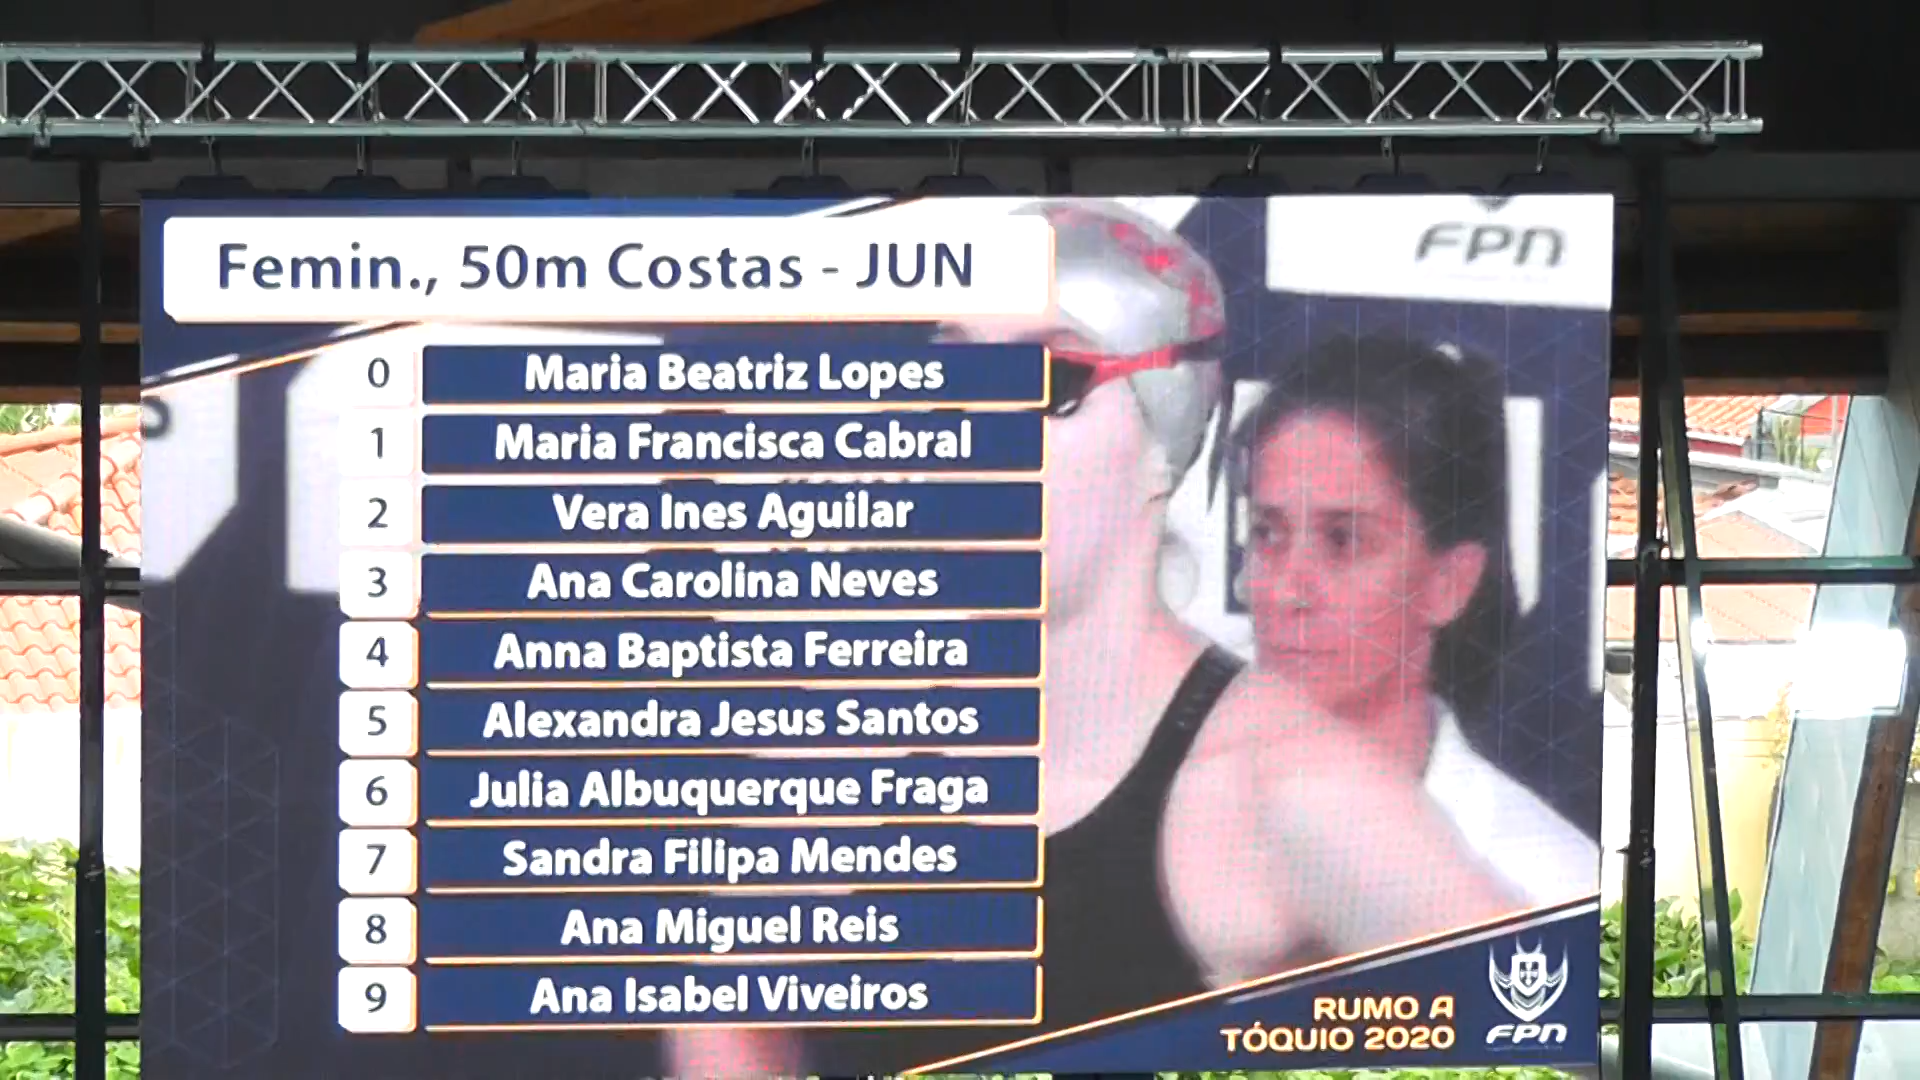 Femin., 50m Costas - JUN
FPN
0 Maria Beatriz Lopes
1 Maria Francisca Cabral
2 Vera Ines Aguilar
3 Ana Carolina Neves
4 Anna Baptista Ferreira
5 Alexandra Jesus Santos
6 Julia Albuquerque Fraga
7 Sandra Filipa Mendes
8 Ana Miguel Reis
9 Ana Isabel Viveiros
RUMO A
TÓQUIO 2020
FPN